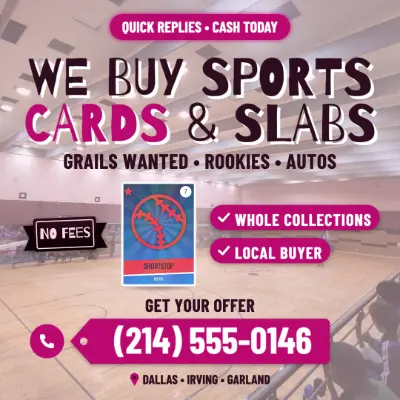 QUICK REPLIES • CASH TODAY
WE BUY SPORTS
CARDS & SLABS
GRAILS WANTED • ROOKIES • AUTOS
7
SHORTSTOP
NO FEES
WHOLE COLLECTIONS
LOCAL BUYER
GET YOUR OFFER
(214) 555-0146
DALLAS • IRVING • GARLAND